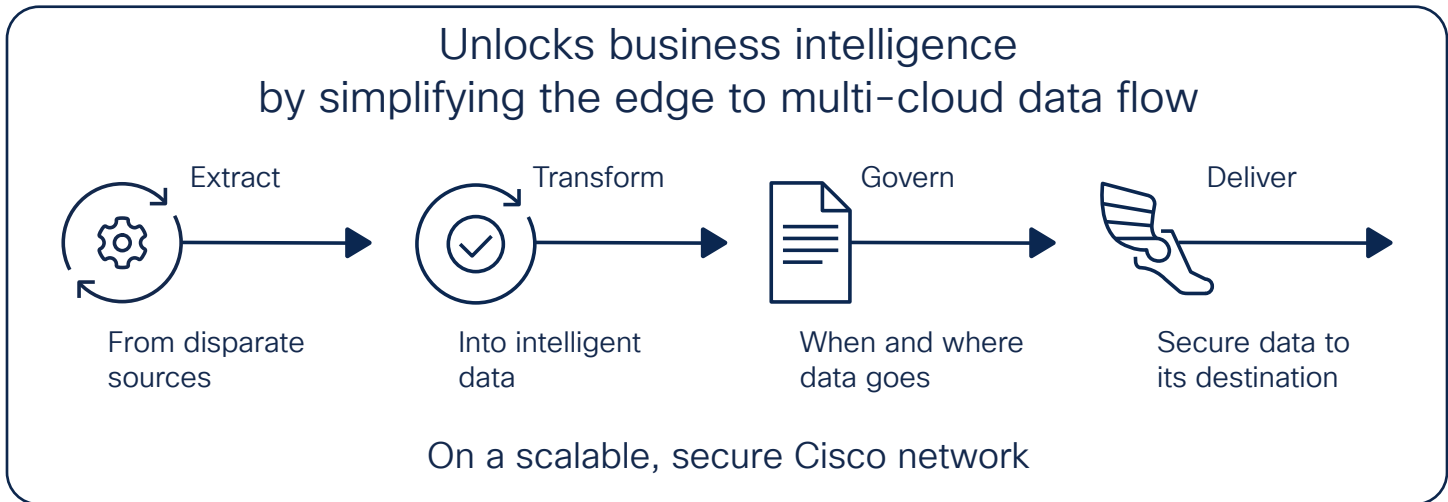 Unlocks business intelligence
by simplifying the edge to multi-cloud data flow
Extract
Transform
Govern
Deliver
From disparate
sources
Into intelligent
data
When and where
data goes
Secure data to
its destination
On a scalable, secure Cisco network